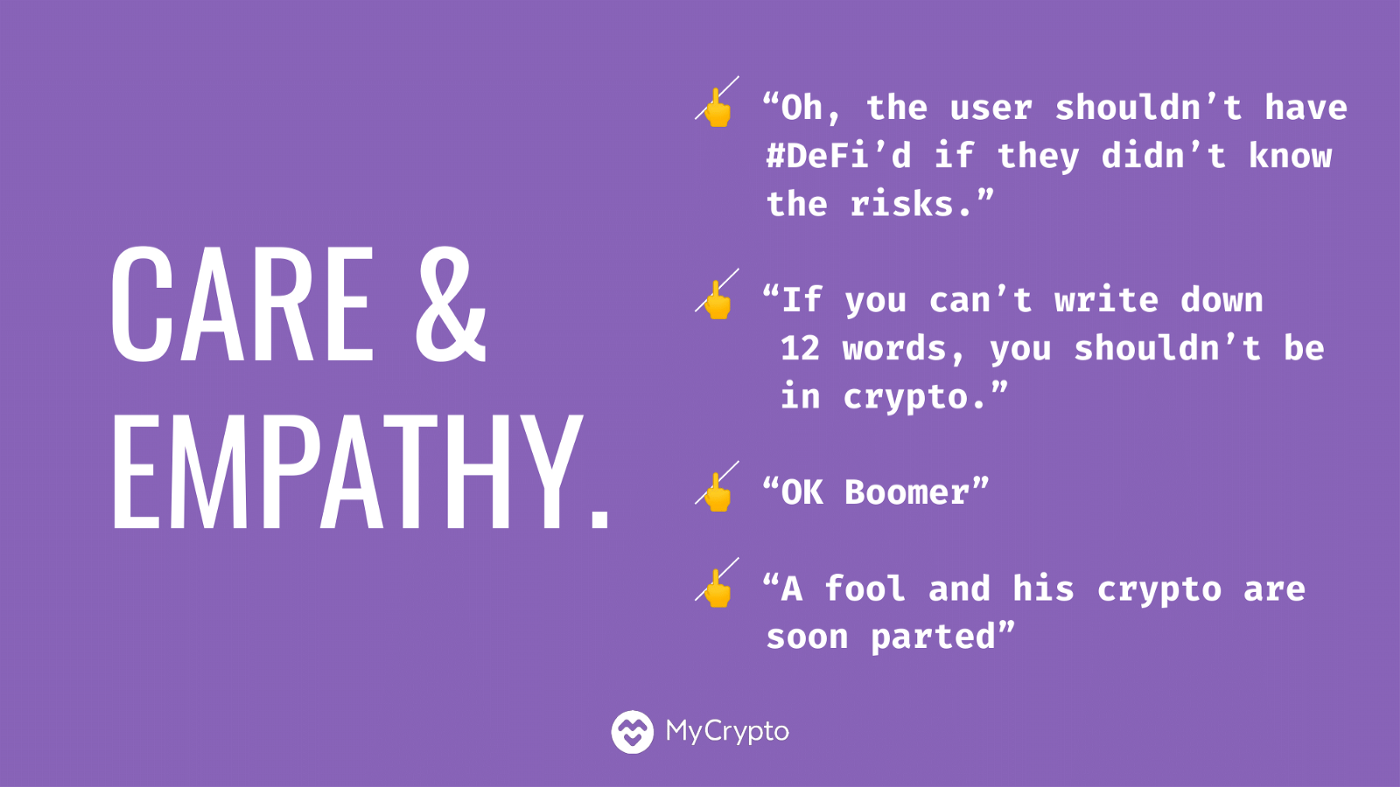 CARE &
EMPATHY.
“Oh, the user shouldn’t have
#DeFi’d if they didn’t know
the risks.”
“If you can’t write down
12 words, you shouldn’t be
in crypto.”
“OK Boomer”
“A fool and his crypto are
soon parted”
MyCrypto